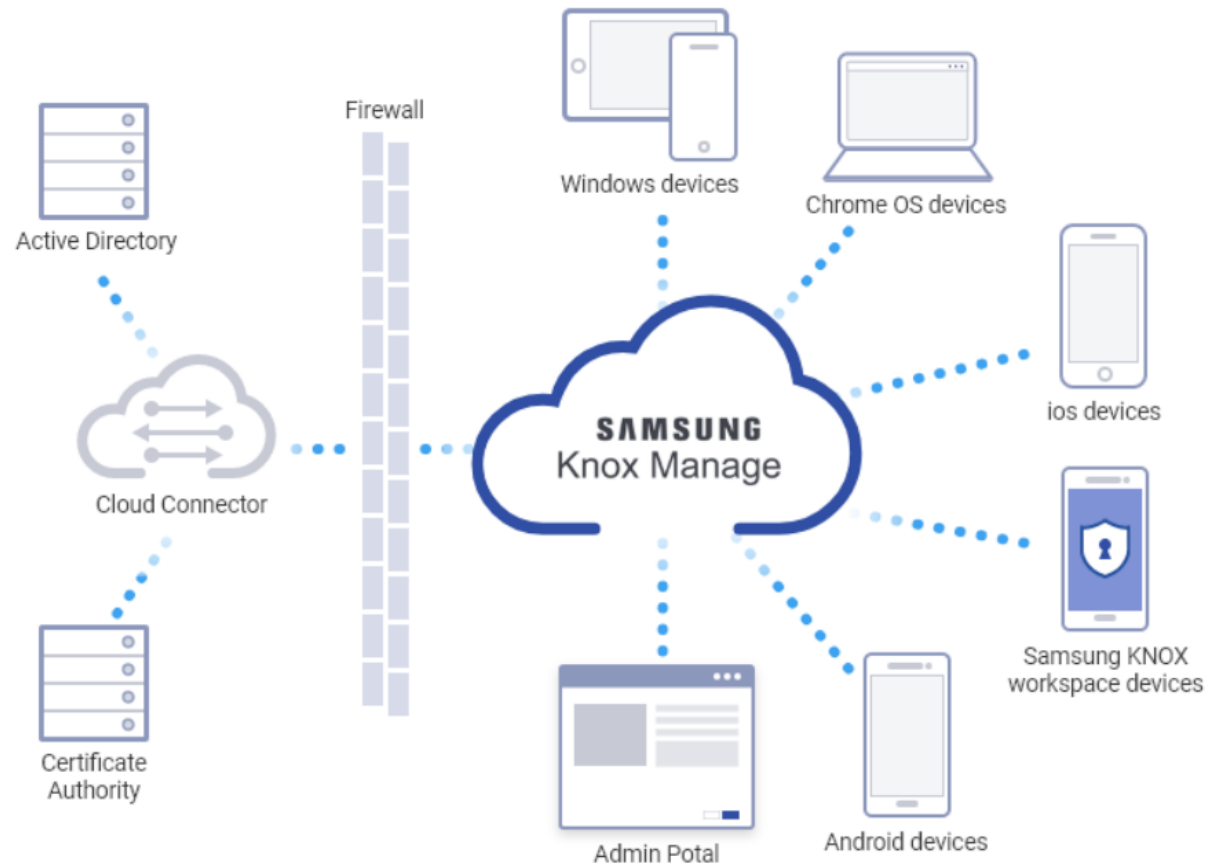 Firewall
Windows devices
Chrome OS devices
Active Directory
ios devices
SAMSUNG
Knox Manage
Cloud Connector
Samsung KNOX
workspace devices
Certificate
Authority
Android devices
Admin Potal